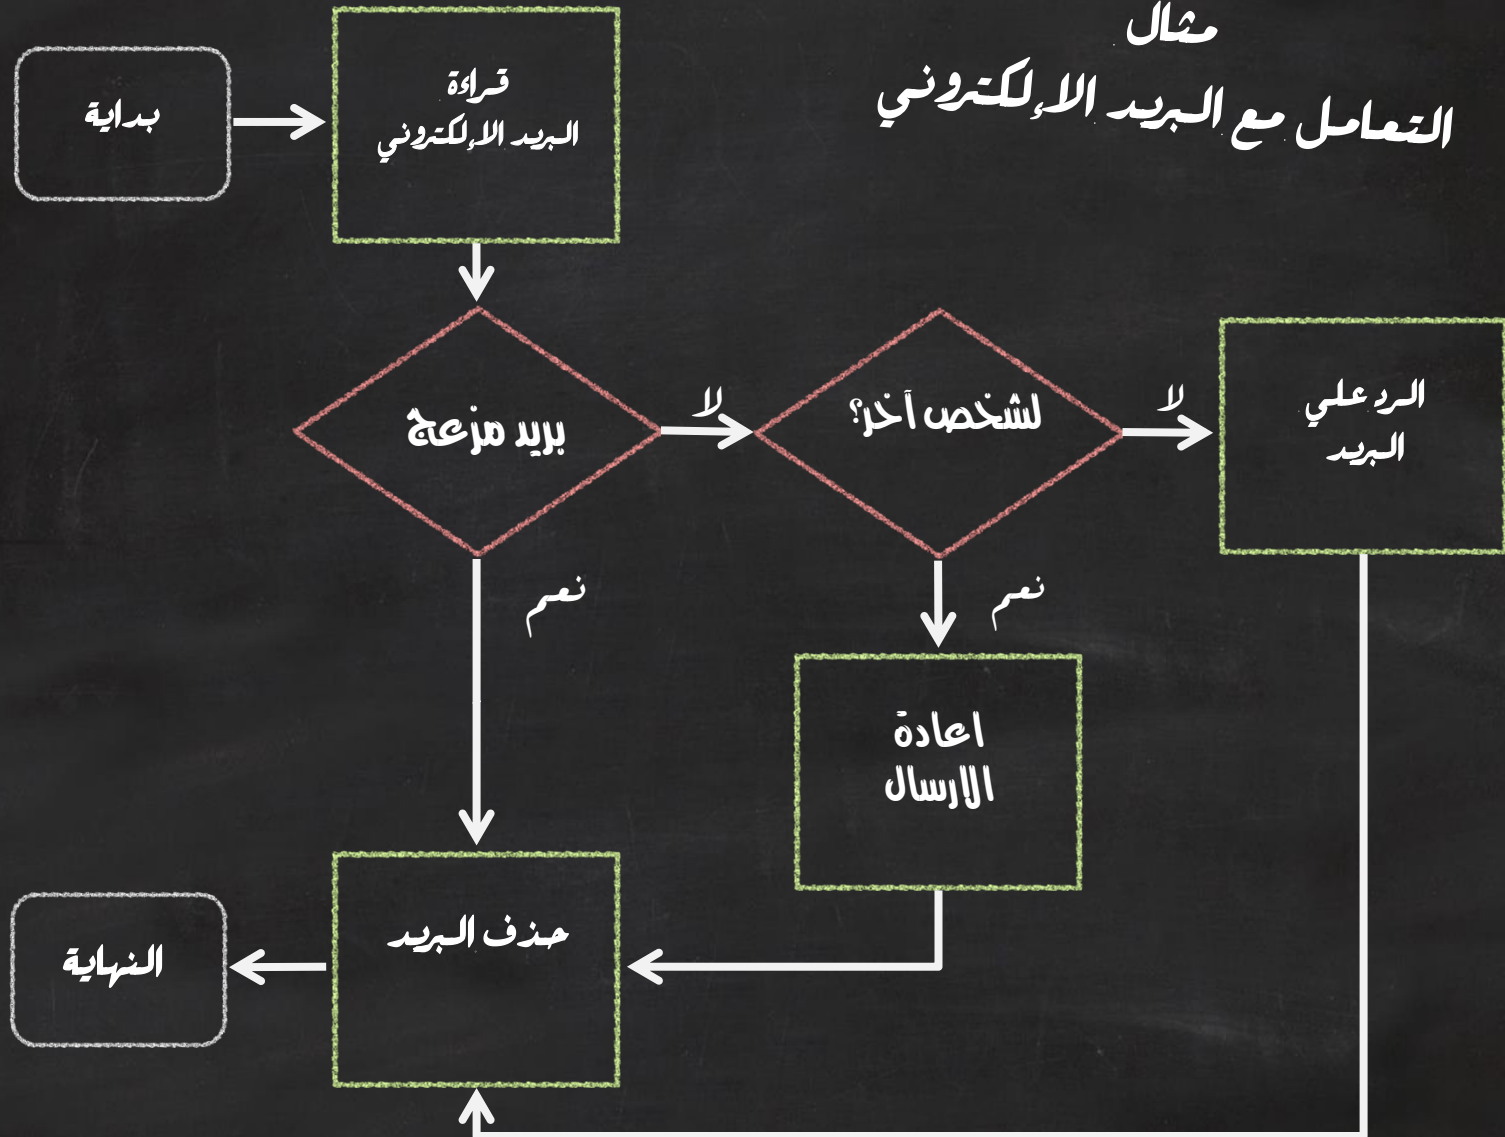 مثال
التعامل مع البريد الإلكتروني
بداية
قراءة
البريد الإلكتروني
بريد مزعج
لا
لشخص آخر؟
لا
الرد علي
البريد
نعم
نعم
اعادة
الارسال
حذف البريد
النهاية